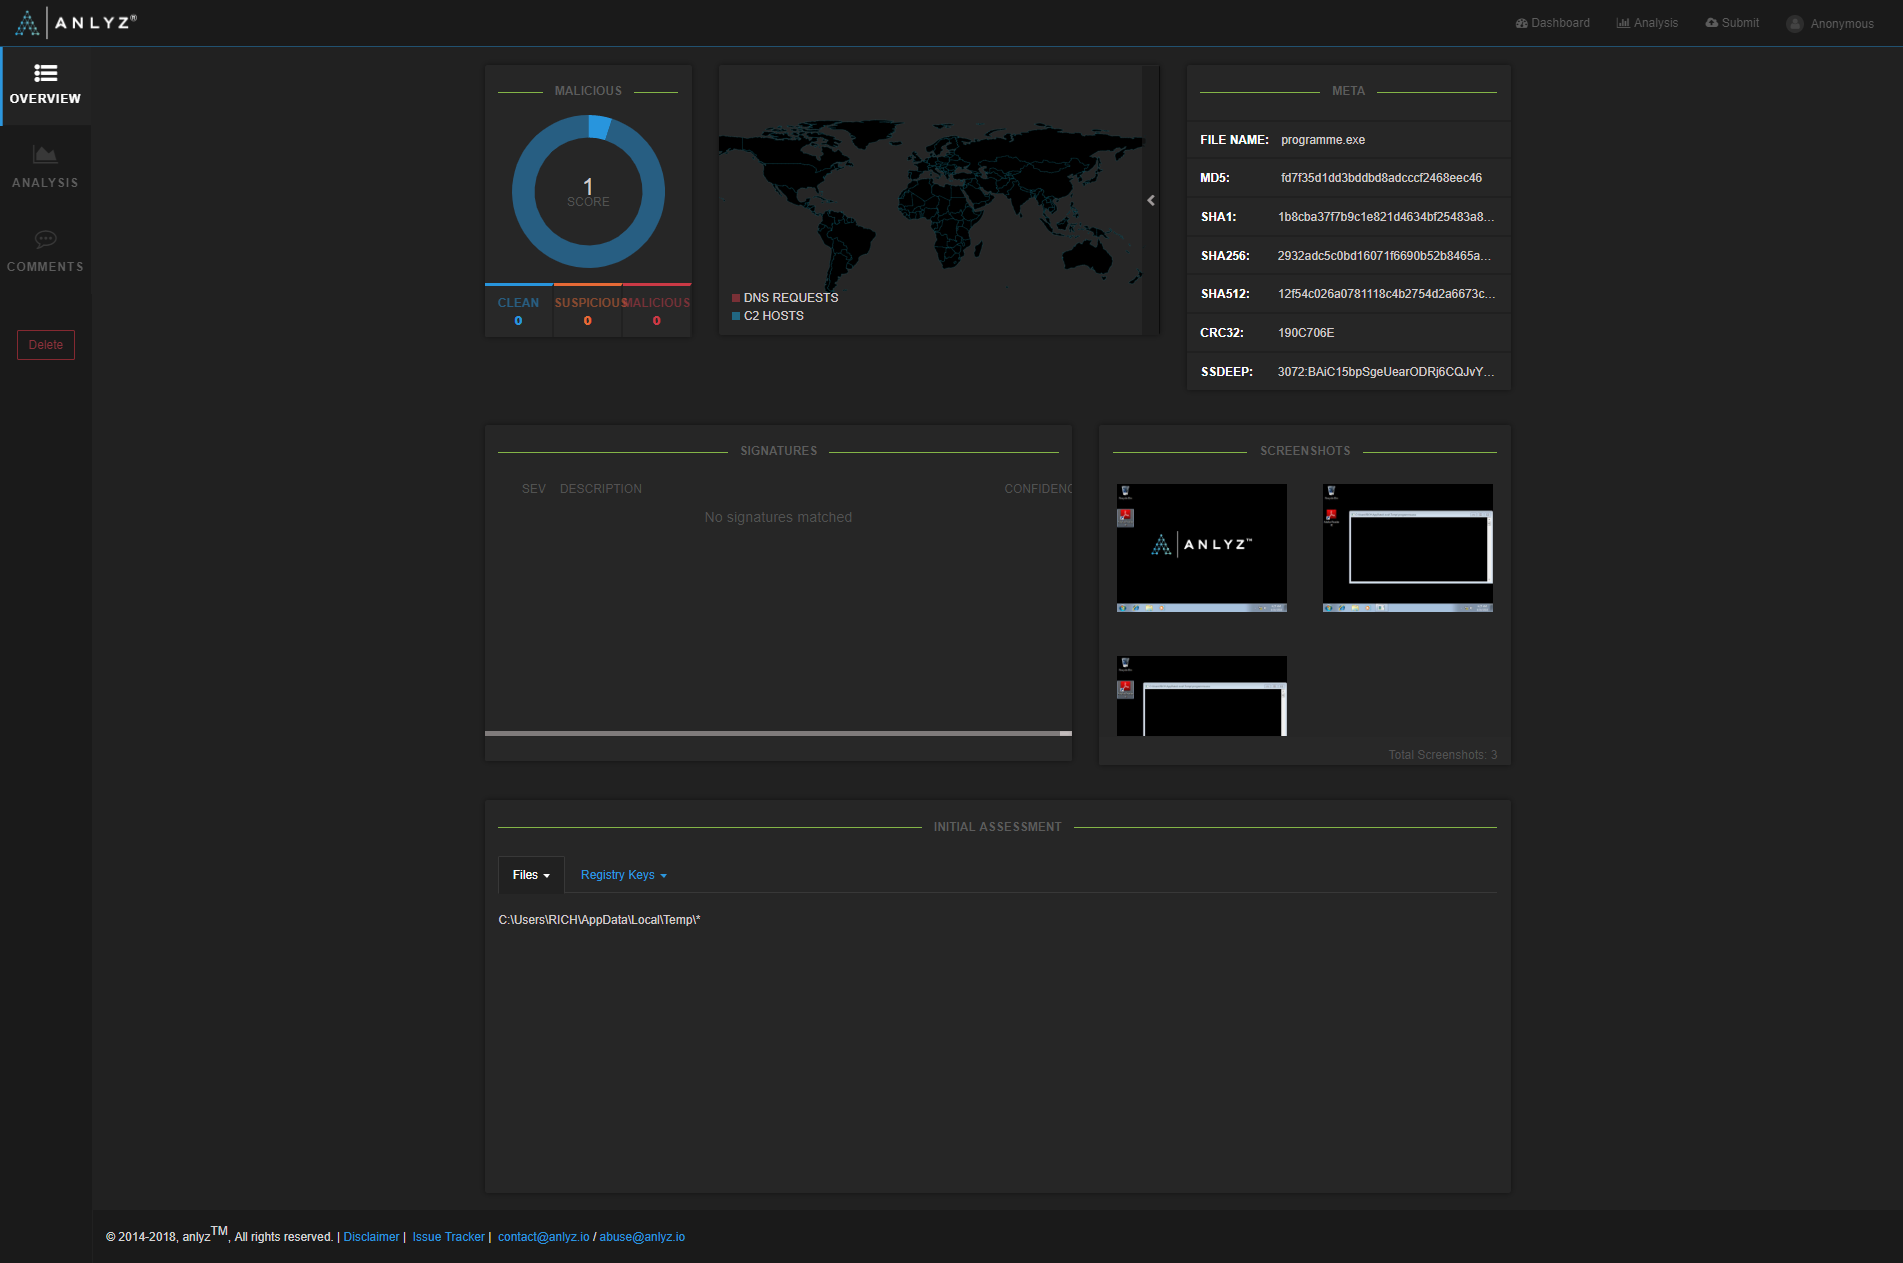 ANLYZ®
Dashboard
Analysis
Submit
Anonymous
OVERVIEW
ANALYSIS
COMMENTS
Delete
MALICIOUS
1
SCORE
CLEAN
0
SUSPICIOUS
0
MALICIOUS
0
DNS REQUESTS
C2 HOSTS
META
FILE NAME: programme.exe
MD5: fd7f35d1dd3bddbd8adcccf2468eec46
SHA1: 1b8cba37f7b9c1e821d4634bf25483a8...
SHA256: 2932adc5c0bd16071f6690b52b8465a...
SHA512: 12f54c026a0781118c4b2754d2a6673c...
CRC32: 190C706E
SSDEEP: 3072:BAiC15bpSgeUearODRj6CQJvY...
SIGNATURES
SEV DESCRIPTION CONFIDENC
No signatures matched
SCREENSHOTS
ANLYZ™
Total Screenshots: 3
INITIAL ASSESSMENT
Files Registry Keys
C:\Users\RICH\AppData\Local\Temp\*
© 2014-2018, anlyzTM, All rights reserved. | Disclaimer | Issue Tracker | contact@anlyz.io / abuse@anlyz.io